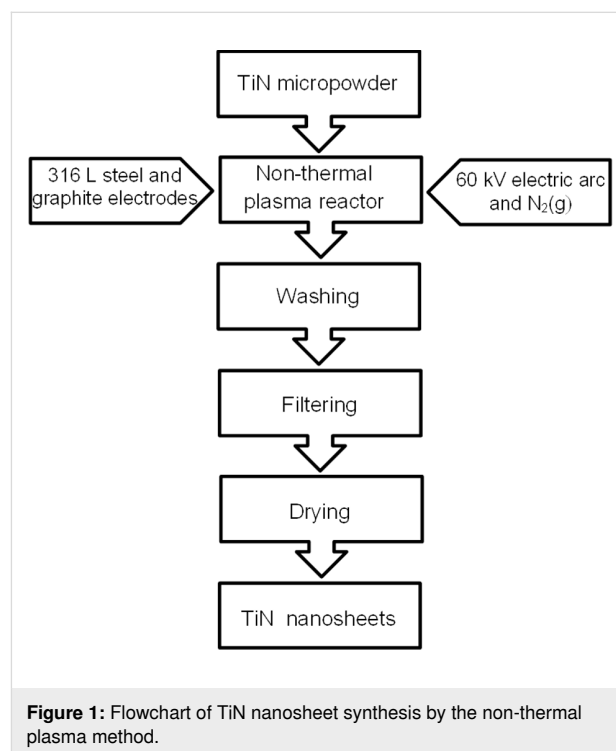 TiN micropowder
316 L steel and
graphite electrodes
Non-thermal
plasma reactor
60 kV electric arc
and N₂(g)
Washing
Filtering
Drying
TiN nanosheets
Figure 1: Flowchart of TiN nanosheet synthesis by the non-thermal
plasma method.